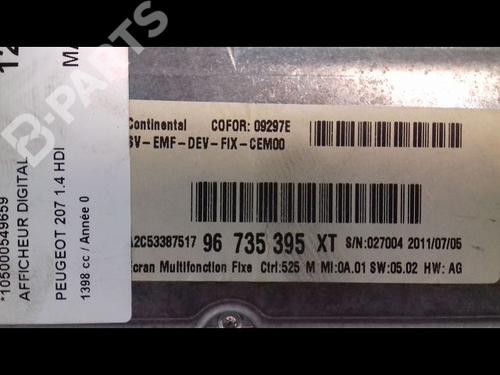 B-PARTS
*105000549659
AFFICHEUR DIGITAL
PEUGEOT 207 1.4 HDI
1398 cc / Année 0
Continental COFOR: 09297E
SV-EMF-DEV-FIX-CEM00
A2C53387517 96 735 395 XT S/N:027004 2011/07/05
Ecran Multifonction Fixe Ctrl:525 M MI:0A.01 SW:05.02 HW: AG